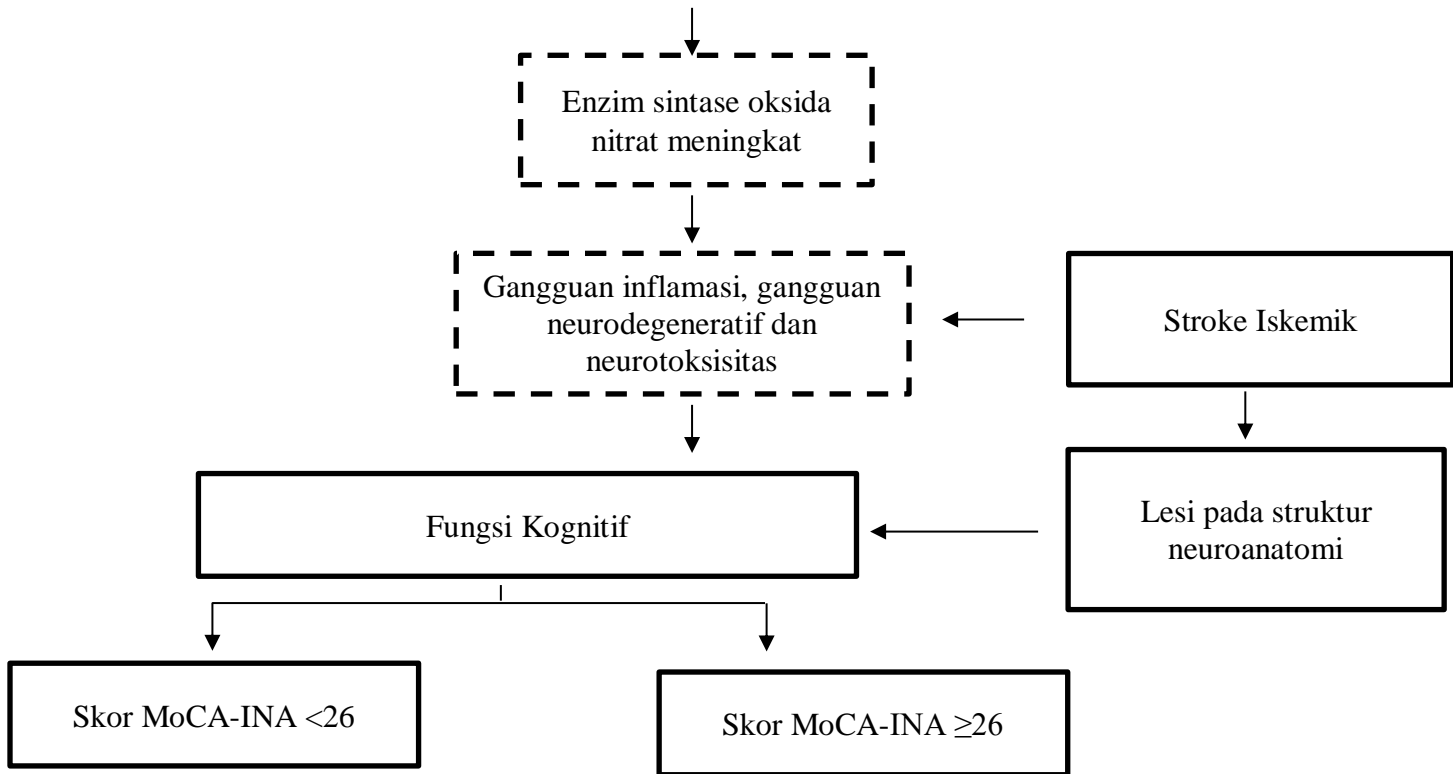 Enzim sintase oksida
nitrat meningkat
Gangguan inflamasi, gangguan
neurodegeneratif dan
neurotoksisitas
Stroke Iskemik
Fungsi Kognitif
Lesi pada struktur
neuroanatomi
Skor MoCA-INA <26
Skor MoCA-INA ≥26